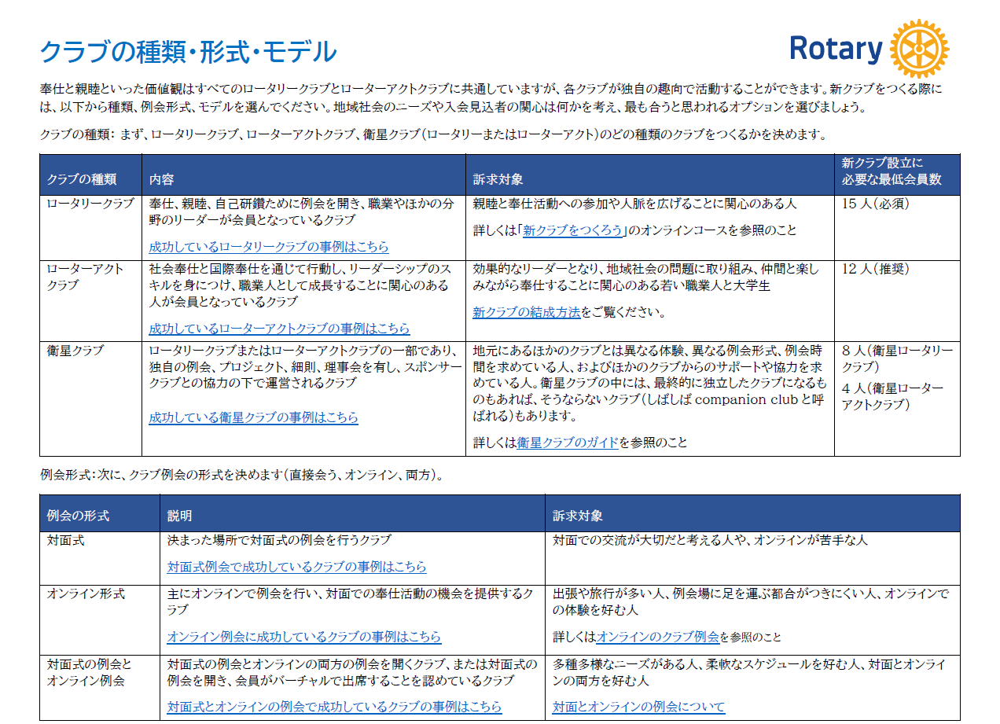 クラブの種類・形式・モデル
Rotary
奉仕と親睦といった価値観はすべてのロータリークラブとローターアクトクラブに共通していますが、各クラブが独自の趣向で活動することができます。新クラブをつくる際に
は、以下から種類、例会形式、モデルを選んでください。地域社会のニーズや入会見込者の関心は何かを考え、最も合うと思われるオプションを選びましょう。
クラブの種類： まず、ロータリークラブ、ローターアクトクラブ、衛星クラブ（ロータリーまたはローターアクト）のどの種類のクラブをつくるかを決めます。
クラブの種類
内容
訴求対象
新クラブ設立に
必要な最低会員数
ロータリークラブ
奉仕、親睦、自己研鑽ために例会を開き、職業やほかの分
野のリーダーが会員となっているクラブ
成功しているロータリークラブの事例はこちら
親睦と奉仕活動への参加や人脈を広げることに関心のある人
詳しくは「新クラブをつくろう」のオンラインコースを参照のこと
15 人（必須）
ローターアクト
クラブ
社会奉仕と国際奉仕を通じて行動し、リーダーシップのス
キルを身につけ、職業人として成長することに関心のある
人が会員となっているクラブ
成功しているローターアクトクラブの事例はこちら
効果的なリーダーとなり、地域社会の問題に取り組み、仲間と楽し
みながら奉仕することに関心のある若い職業人と大学生
新クラブの結成方法をご覧ください。
12 人（推奨）
衛星クラブ
ロータリークラブまたはローターアクトクラブの一部であり、
独自の例会、プロジェクト、細則、理事会を有し、スポンサー
クラブとの協力の下で運営されるクラブ
成功している衛星クラブの事例はこちら
地元にあるほかのクラブとは異なる体験、異なる例会形式、例会時
間を求めている人、およびほかのクラブからのサポートや協力を求
めている人。衛星クラブの中には、最終的に独立したクラブになるも
のもあれば、そうならないクラブ（しばしば companion club と呼
ばれる）もあります。
詳しくは衛星クラブのガイドを参照のこと
8 人（衛星ロータリー
クラブ）
4 人（衛星ローター
アクトクラブ）
例会形式：次に、クラブ例会の形式を決めます（直接会う、オンライン、両方）。
例会の形式
説明
訴求対象
対面式
決まった場所で対面式の例会を行うクラブ
対面式例会で成功しているクラブの事例はこちら
対面での交流が大切だと考える人や、オンラインが苦手な人
オンライン形式
主にオンラインで例会を行い、対面での奉仕活動の機会を提供するク
ラブ
オンライン例会に成功しているクラブの事例はこちら
出張や旅行が多い人、例会場に足を運ぶ都合がつきにくい人、オンラインで
の体験を好む人
詳しくはオンラインのクラブ例会を参照のこと
対面式の例会と
オンライン例会
対面式の例会とオンラインの両方の例会を開くクラブ、または対面式の
例会を開き、会員がバーチャルで出席することを認めているクラブ
対面式とオンラインの例会で成功しているクラブの事例はこちら
多種多様なニーズがある人、柔軟なスケジュールを好む人、対面とオンライ
ンの両方を好む人
対面とオンラインの例会について